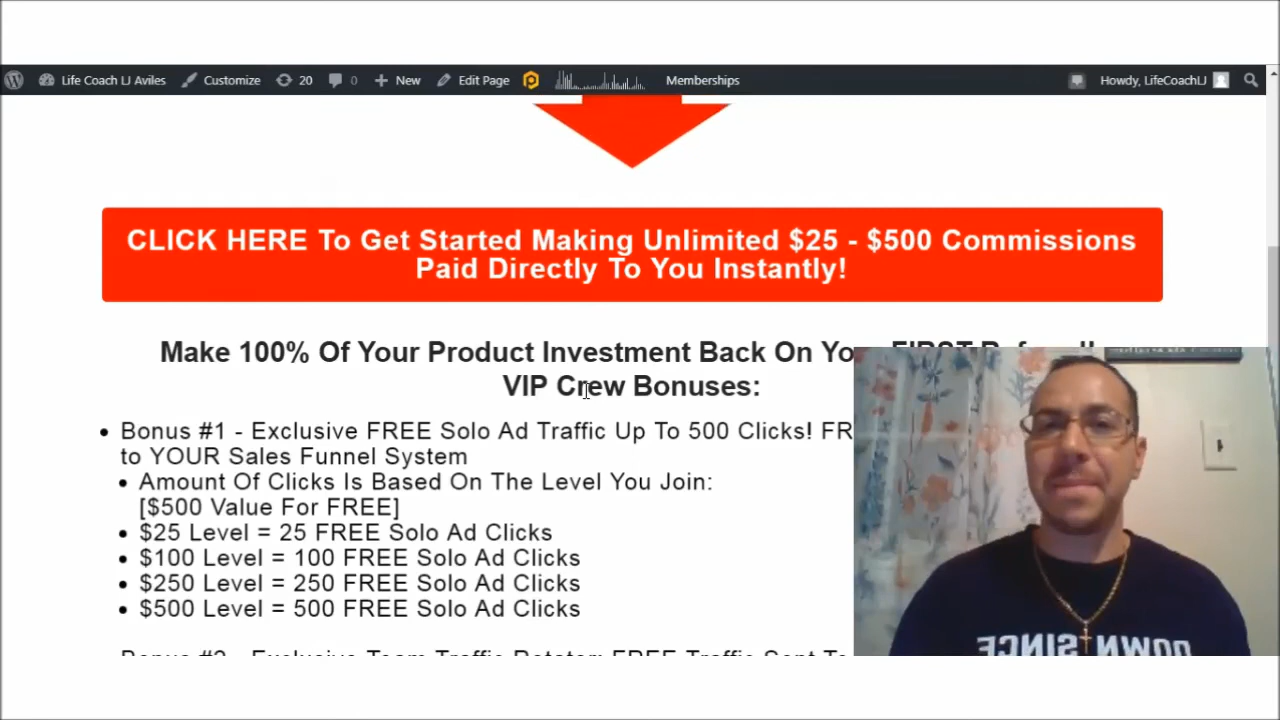 Life Coach LJ Aviles Customize 20 0 New Edit Page Memberships Howdy, LifeCoachLJ
CLICK HERE To Get Started Making Unlimited $25 - $500 Commissions
Paid Directly To You Instantly!
Make 100% Of Your Product Investment Back On
VIP Crew Bonuses:
Bonus #1 - Exclusive FREE Solo Ad Traffic Up To 500 Clicks!
to YOUR Sales Funnel System
Amount Of Clicks Is Based On The Level You Join:
[$500 Value For FREE]
$25 Level = 25 FREE Solo Ad Clicks
$100 Level = 100 FREE Solo Ad Clicks
$250 Level = 250 FREE Solo Ad Clicks
$500 Level = 500 FREE Solo Ad Clicks
DOWN SINCE